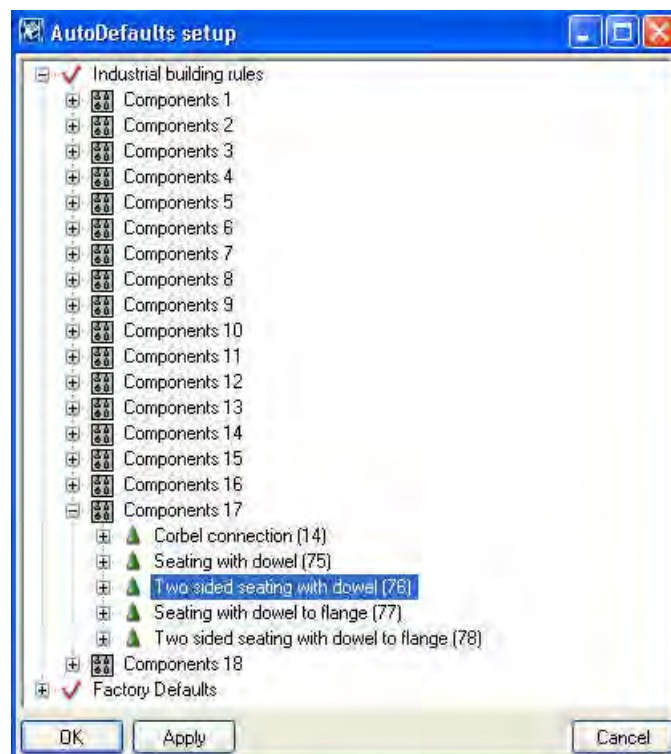 AutoDefaults setup
Industrial building rules
Components 1
Components 2
Components 3
Components 4
Components 5
Components 6
Components 7
Components 8
Components 9
Components 10
Components 11
Components 12
Components 13
Components 14
Components 15
Components 16
Components 17
Corbel connection (14)
Seating with dowel (75)
Two sided seating with dowel (76)
Seating with dowel to flange (77)
Two sided seating with dowel to flange (78)
Components 18
Factory Defaults
OK Apply Cancel